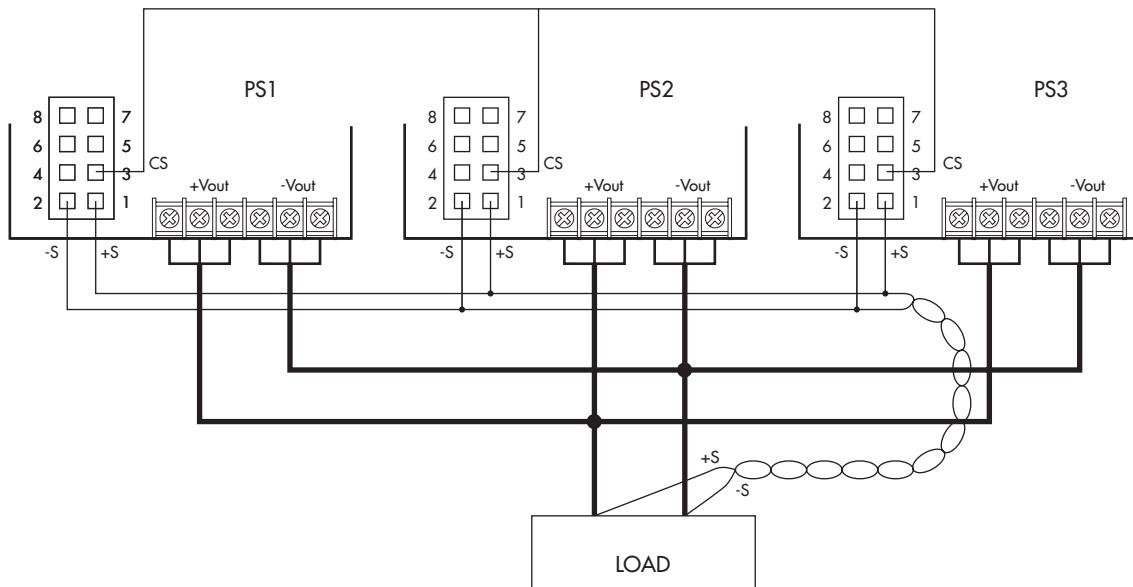 PS1 PS2 PS3
8 7 8 7 8 7
6 5 6 5 6 5
4 3 CS 4 3 CS 4 3 CS
+Vout -Vout +Vout -Vout +Vout -Vout
2 1 2 1 2 1
-S +S -S +S -S +S
+S
-S
LOAD